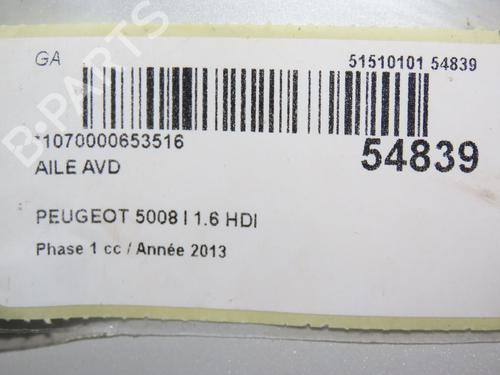 GA
51510101 54839
*1070000653516
54839
AILE AVD
PEUGEOT 5008 I 1.6 HDI
Phase 1 cc / Année 2013
B-PARTS